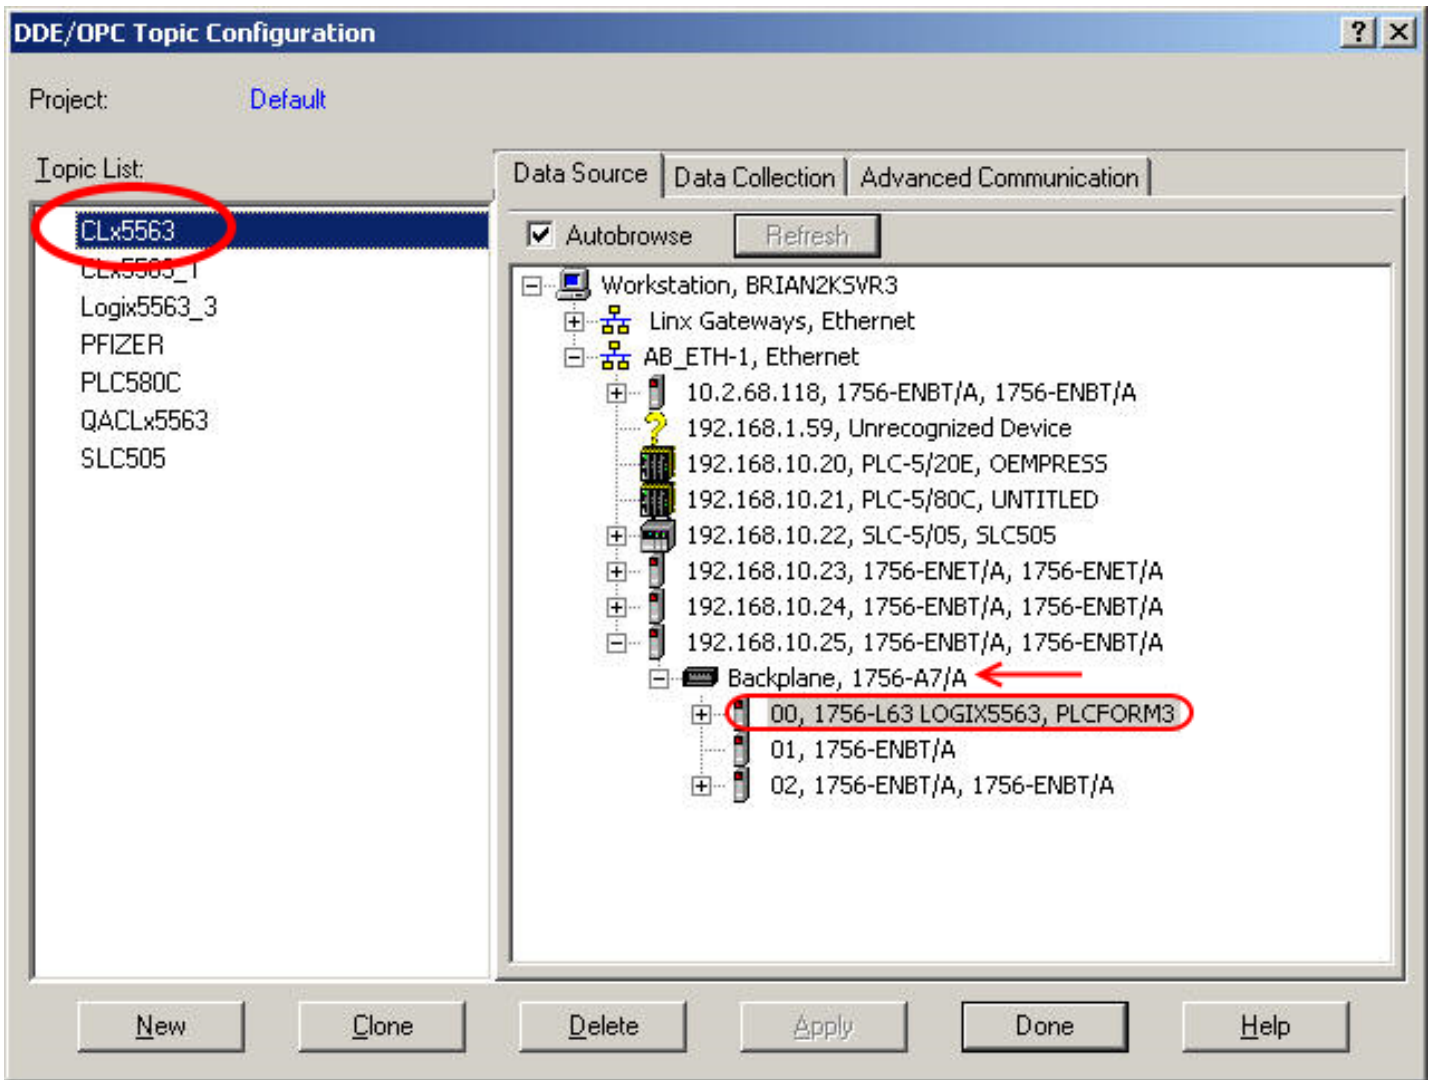 DDE/OPC Topic Configuration
Project: Default
Topic List:
CLx5563
CLx5563_1
Logix5563_3
PFIZER
PLC580C
QACLx5563
SLC505
Data Source Data Collection Advanced Communication
Autobrowse Refresh
Workstation, BRIAN2KSVR3
Linx Gateways, Ethernet
AB_ETH-1, Ethernet
10.2.68.118, 1756-ENBT/A, 1756-ENBT/A
192.168.1.59, Unrecognized Device
192.168.10.20, PLC-5/20E, OEMPRESS
192.168.10.21, PLC-5/80C, UNTITLED
192.168.10.22, SLC-5/05, SLC505
192.168.10.23, 1756-ENET/A, 1756-ENET/A
192.168.10.24, 1756-ENBT/A, 1756-ENBT/A
192.168.10.25, 1756-ENBT/A, 1756-ENBT/A
Backplane, 1756-A7/A
00, 1756-L63 LOGIX5563, PLCFORM3
01, 1756-ENBT/A
02, 1756-ENBT/A, 1756-ENBT/A
New Clone Delete Apply Done Help